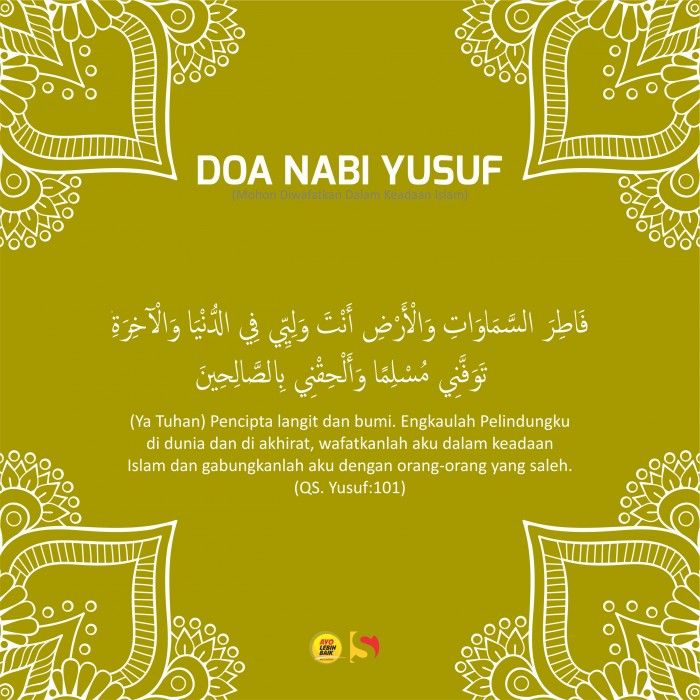 DOA NABI YUSUF
(Mohon Diwafatkan Dalam Keadaan Islam)
فَاطِرَ السَّمَاوَاتِ وَالْأَرْضِ أَنْتَ وَلِيِّي فِي الدُّنْيَا وَالْآخِرَةِ
تَوَفَّنِي مُسْلِمًا وَأَلْحِقْنِي بِالصَّالِحِينَ
(Ya Tuhan) Pencipta langit dan bumi. Engkaulah Pelindungku
di dunia dan di akhirat, wafatkanlah aku dalam keadaan
Islam dan gabungkanlah aku dengan orang-orang yang saleh.
(QS. Yusuf:101)
AYO
LEBIH
BAIK